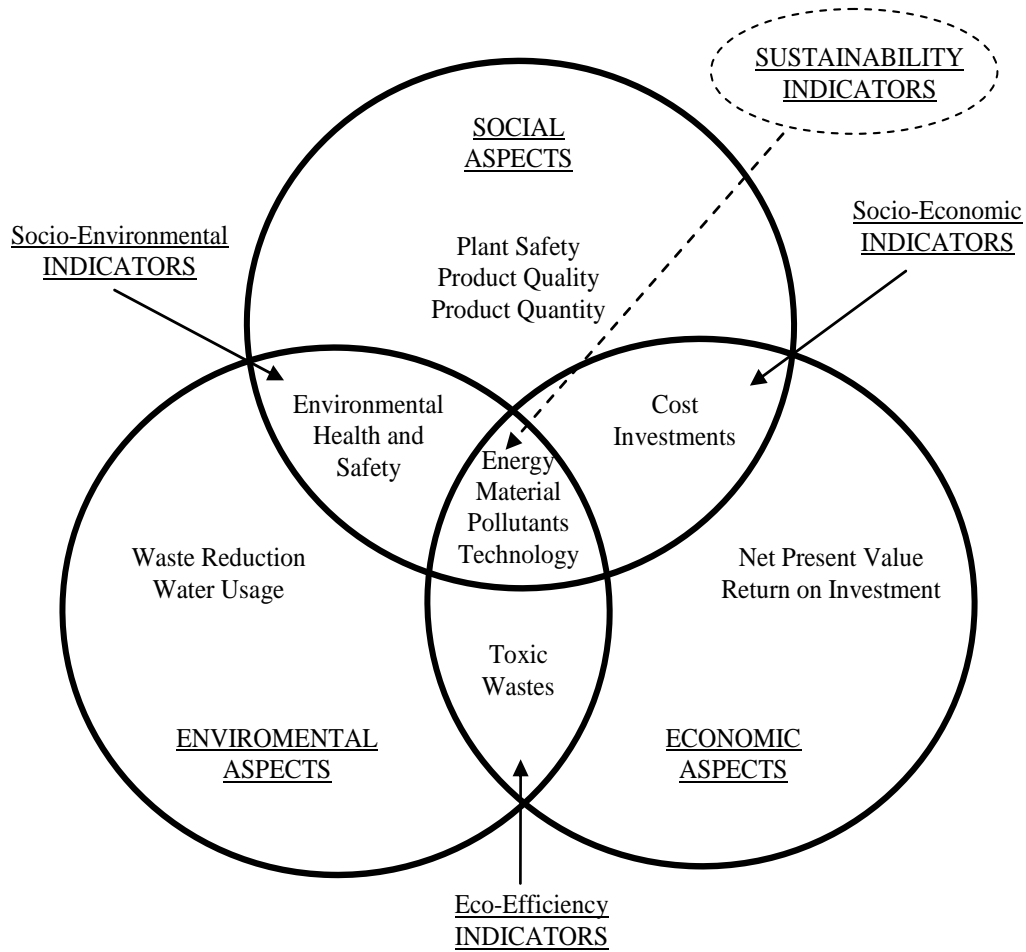 SUSTAINABILITY
INDICATORS
SOCIAL
ASPECTS
Socio-Environmental
INDICATORS
Socio-Economic
INDICATORS
Plant Safety
Product Quality
Product Quantity
Environmental
Health and
Safety
Cost
Investments
Energy
Material
Pollutants
Technology
Waste Reduction
Water Usage
Net Present Value
Return on Investment
Toxic
Wastes
ENVIROMENTAL
ASPECTS
ECONOMIC
ASPECTS
Eco-Efficiency
INDICATORS